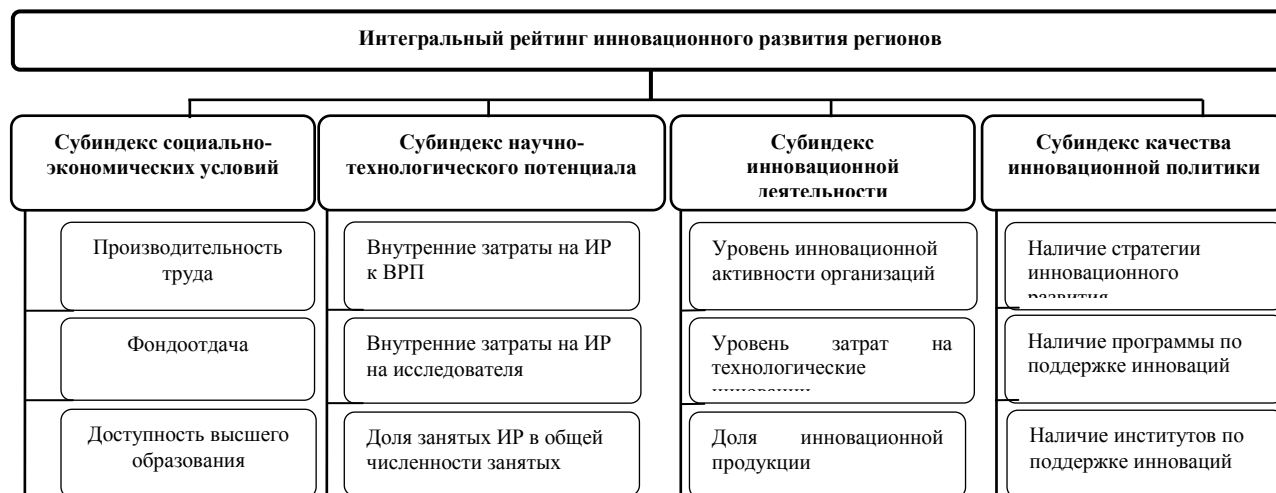 Интегральный рейтинг инновационного развития регионов
Субиндекс социально-
экономических условий
Субиндекс научно-
технологического потенциала
Субиндекс
инновационной
деятельности
Субиндекс качества
инновационной политики
Производительность
труда
Внутренние затраты на ИР
к ВРП
Уровень инновационной
активности организаций
Наличие стратегии
инновационного
развития
Фондоотдача
Внутренние затраты на ИР
на исследователя
Уровень затрат на
технологические
Наличие программы по
поддержке инноваций
Доступность высшего
образования
Доля занятых ИР в общей
численности занятых
Доля инновационной
продукции
Наличие институтов по
поддержке инноваций